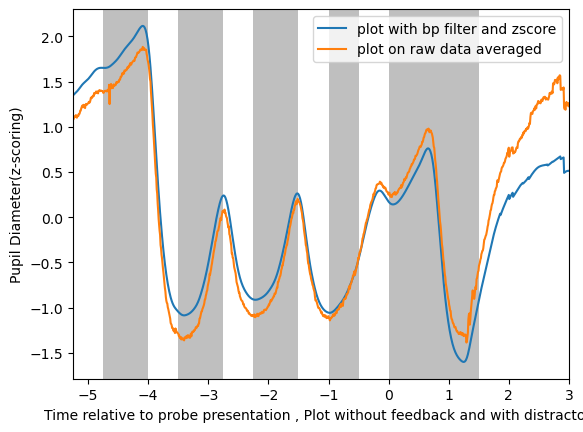 plot with bp filter and zscore
plot on raw data averaged
Pupil Diameter(z-scoring)
2.0
1.5
1.0
0.5
0.0
−0.5
−1.0
−1.5
−5 −4 −3 −2 −1 0 1 2 3
Time relative to probe presentation , Plot without feedback and with distracto